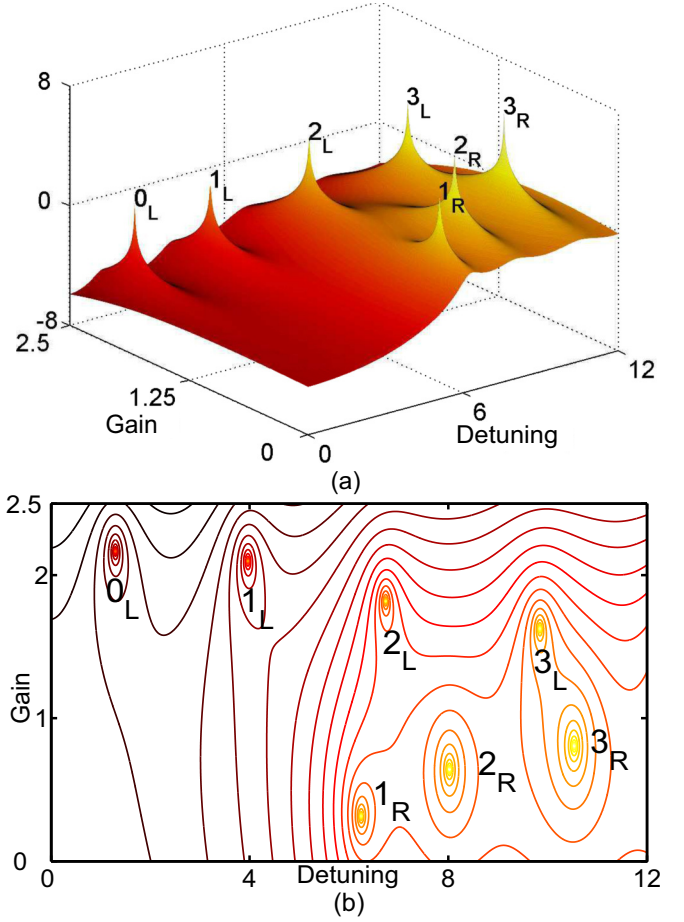 8
3_L
3_R
2_L
2_R
1_L
0_L
1_R
0
-8
2.5
1.25
12
Gain
6
Detuning
0
0
(a)
2.5
2
0_L
1_L
2_L
3_L
Gain
1
2_R
3_R
1_R
0
0
4
Detuning
8
12
(b)